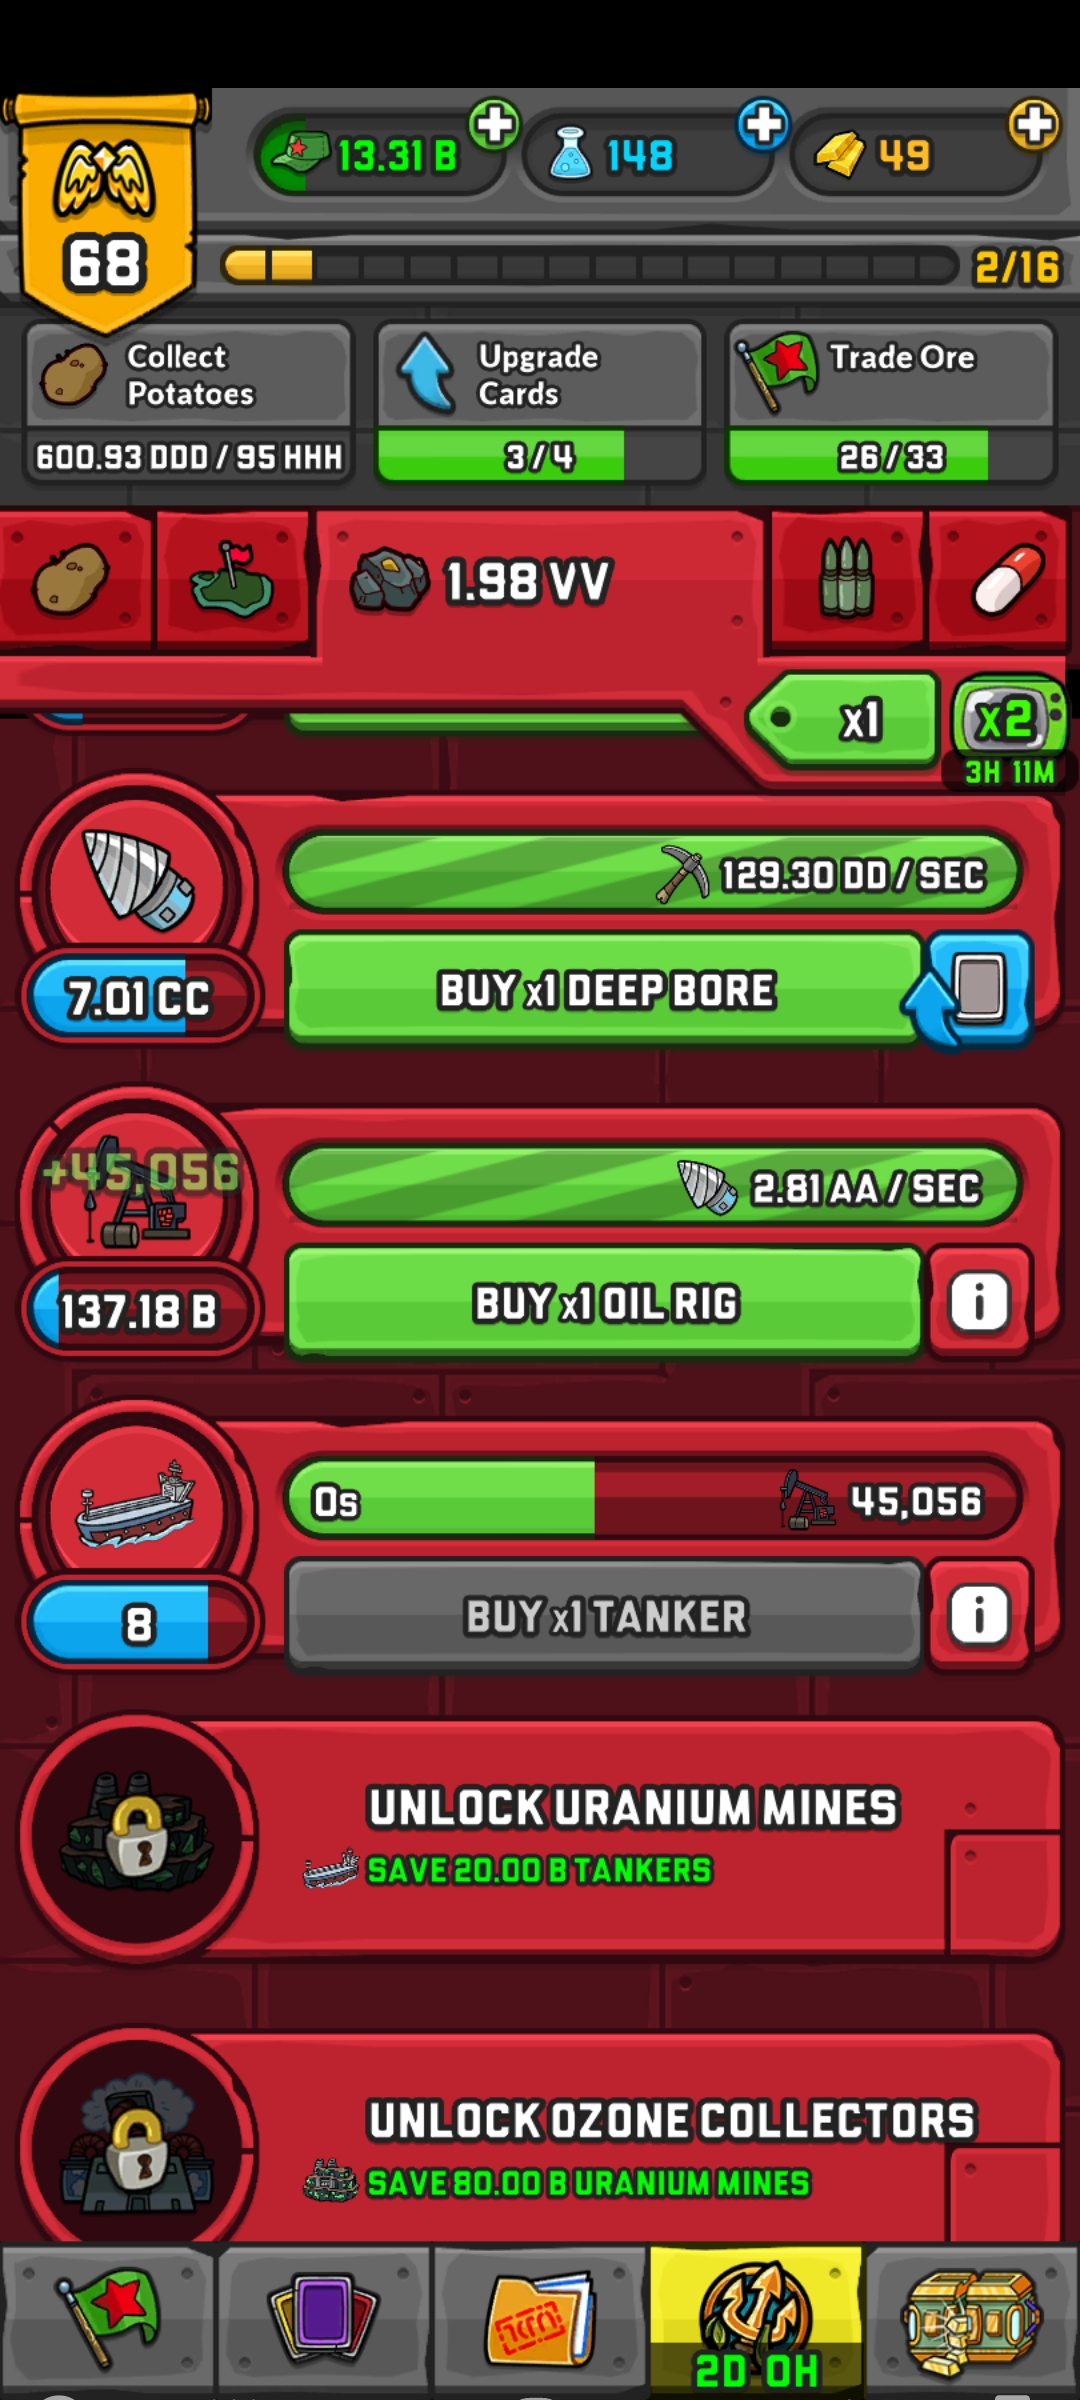 13.31 B
148
49
68
2/16
Collect
Potatoes
600.93 DDD / 95 HHH
Upgrade
Cards
3/4
Trade Ore
26/33
1.98 VV
x1
x2
3H 11M
129.30 DD / SEC
7.01 CC
BUY x1 DEEP BORE
+45,056
2.81 AA / SEC
137.18 B
BUY x1 OIL RIG
0s
45,056
8
BUY x1 TANKER
UNLOCK URANIUM MINES
SAVE 20.00 B TANKERS
UNLOCK OZONE COLLECTORS
SAVE 80.00 B URANIUM MINES
2D 0H